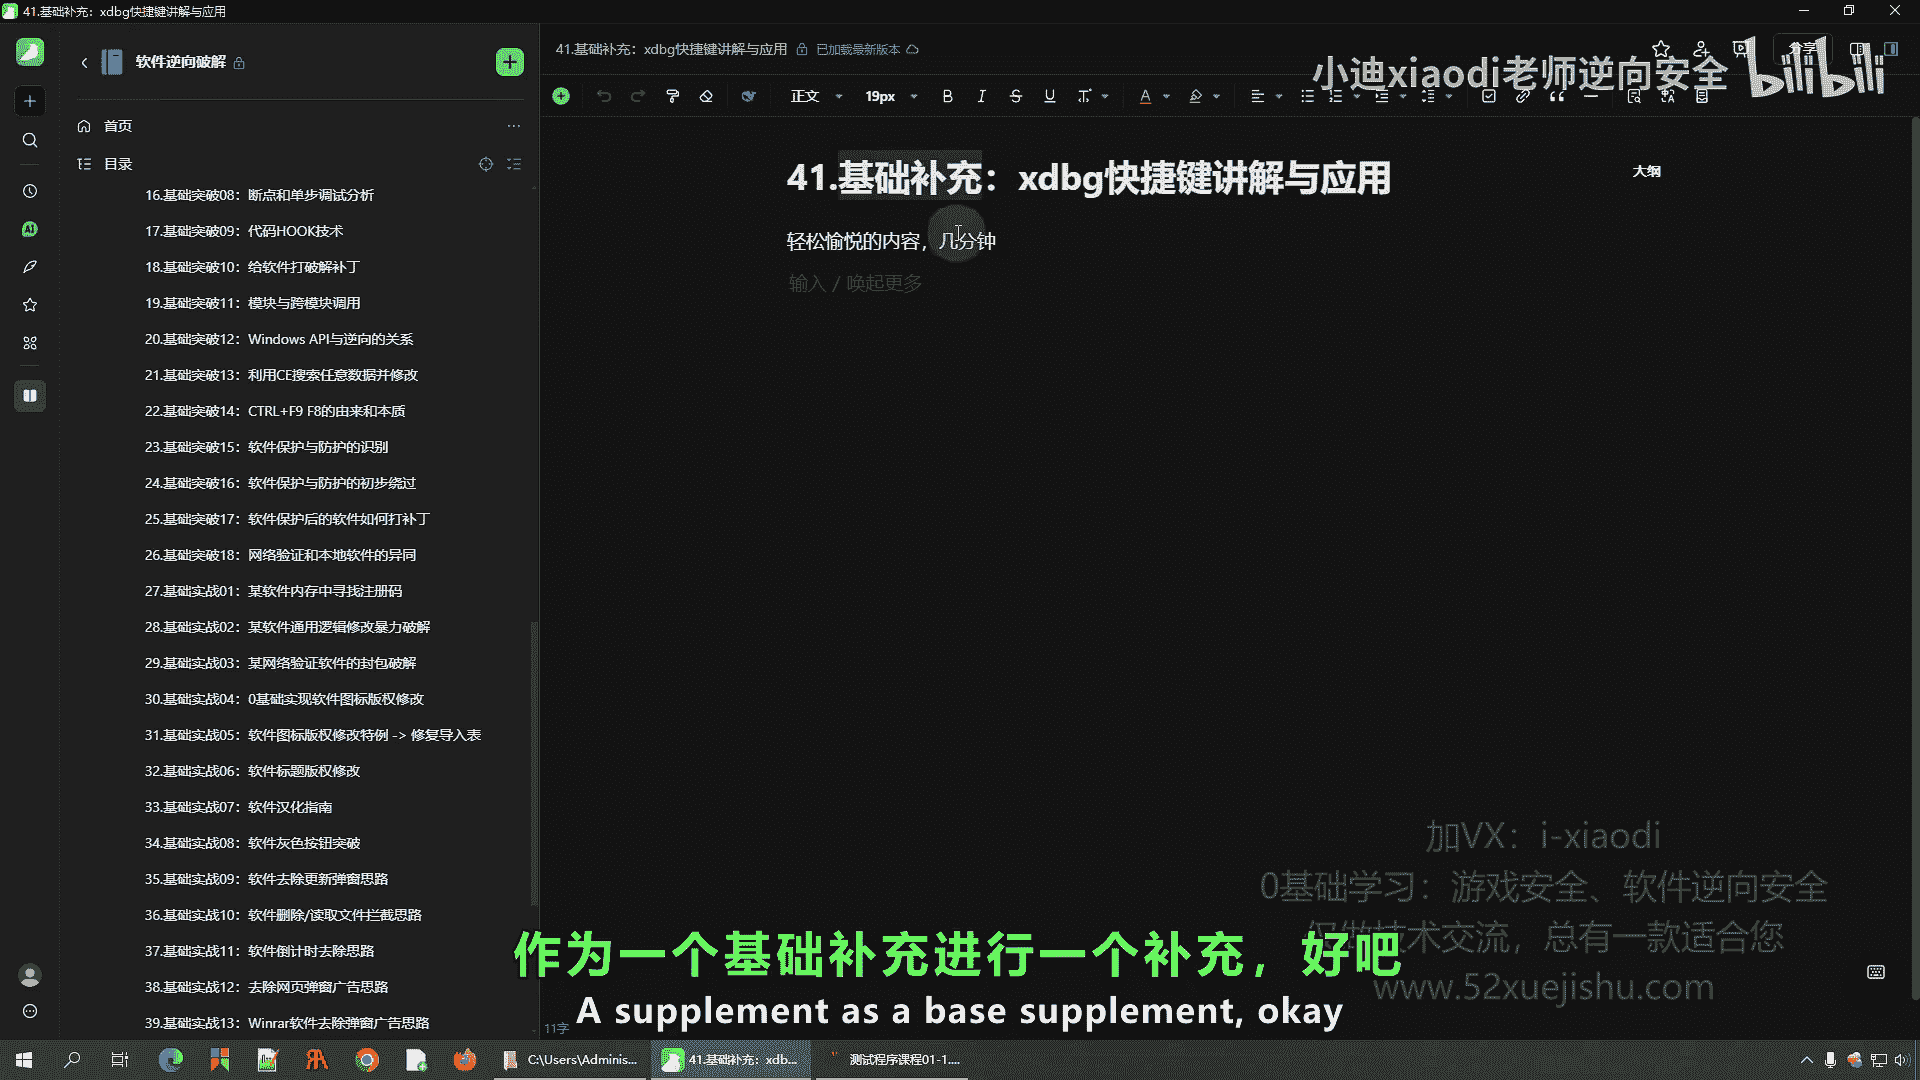 41.基础补充：xdbg快捷键讲解与应用
软件逆向破解
首页
目录
16.基础突破08：断点和单步调试分析
17.基础突破09：代码HOOK技术
18.基础突破10：给软件打破解补丁
19.基础突破11：模块与跨模块调用
20.基础突破12：Windows API与逆向的关系
21.基础突破13：利用CE搜索任意数据并修改
22.基础突破14：CTRL+F9 F8的由来和本质
23.基础突破15：软件保护与防护的识别
24.基础突破16：软件保护与防护的初步绕过
25.基础突破17：软件保护后的软件如何打补丁
26.基础突破18：网络验证和本地软件的异同
27.基础实战01：某软件内存中寻找注册码
28.基础实战02：某软件通用逻辑修改暴力破解
29.基础实战03：某网络验证软件的封包破解
30.基础实战04：0基础实现软件图标版权修改
31.基础实战05：软件图标版权修改特例 -> 修复导入表
32.基础实战06：软件标题版权修改
33.基础实战07：软件汉化指南
34.基础实战08：软件灰色按钮突破
35.基础实战09：软件去除更新弹窗思路
36.基础实战10：软件删除/读取文件拦截思路
37.基础实战11：软件倒计时去除思路
38.基础实战12：去除网页弹窗广告思路
39.基础实战13：Winrar软件去除弹窗广告思路
41.基础补充：xdbg快捷键讲解与应用 已加载最新版本
分享
小迪xiaodi老师逆向安全 bilibili
正文 19px
41.基础补充：xdbg快捷键讲解与应用
大纲
轻松愉悦的内容，几分钟
输入 / 唤起更多
加VX：i-xiaodi
0基础学习：游戏安全、软件逆向安全
仅做技术交流，总有一款适合您
www.52xuejishu.com
作为一个基础补充进行一个补充，好吧
A supplement as a base supplement, okay
11字
C:\Users\Adminis...
41.基础补充：xdb...
测试程序课程01-1....